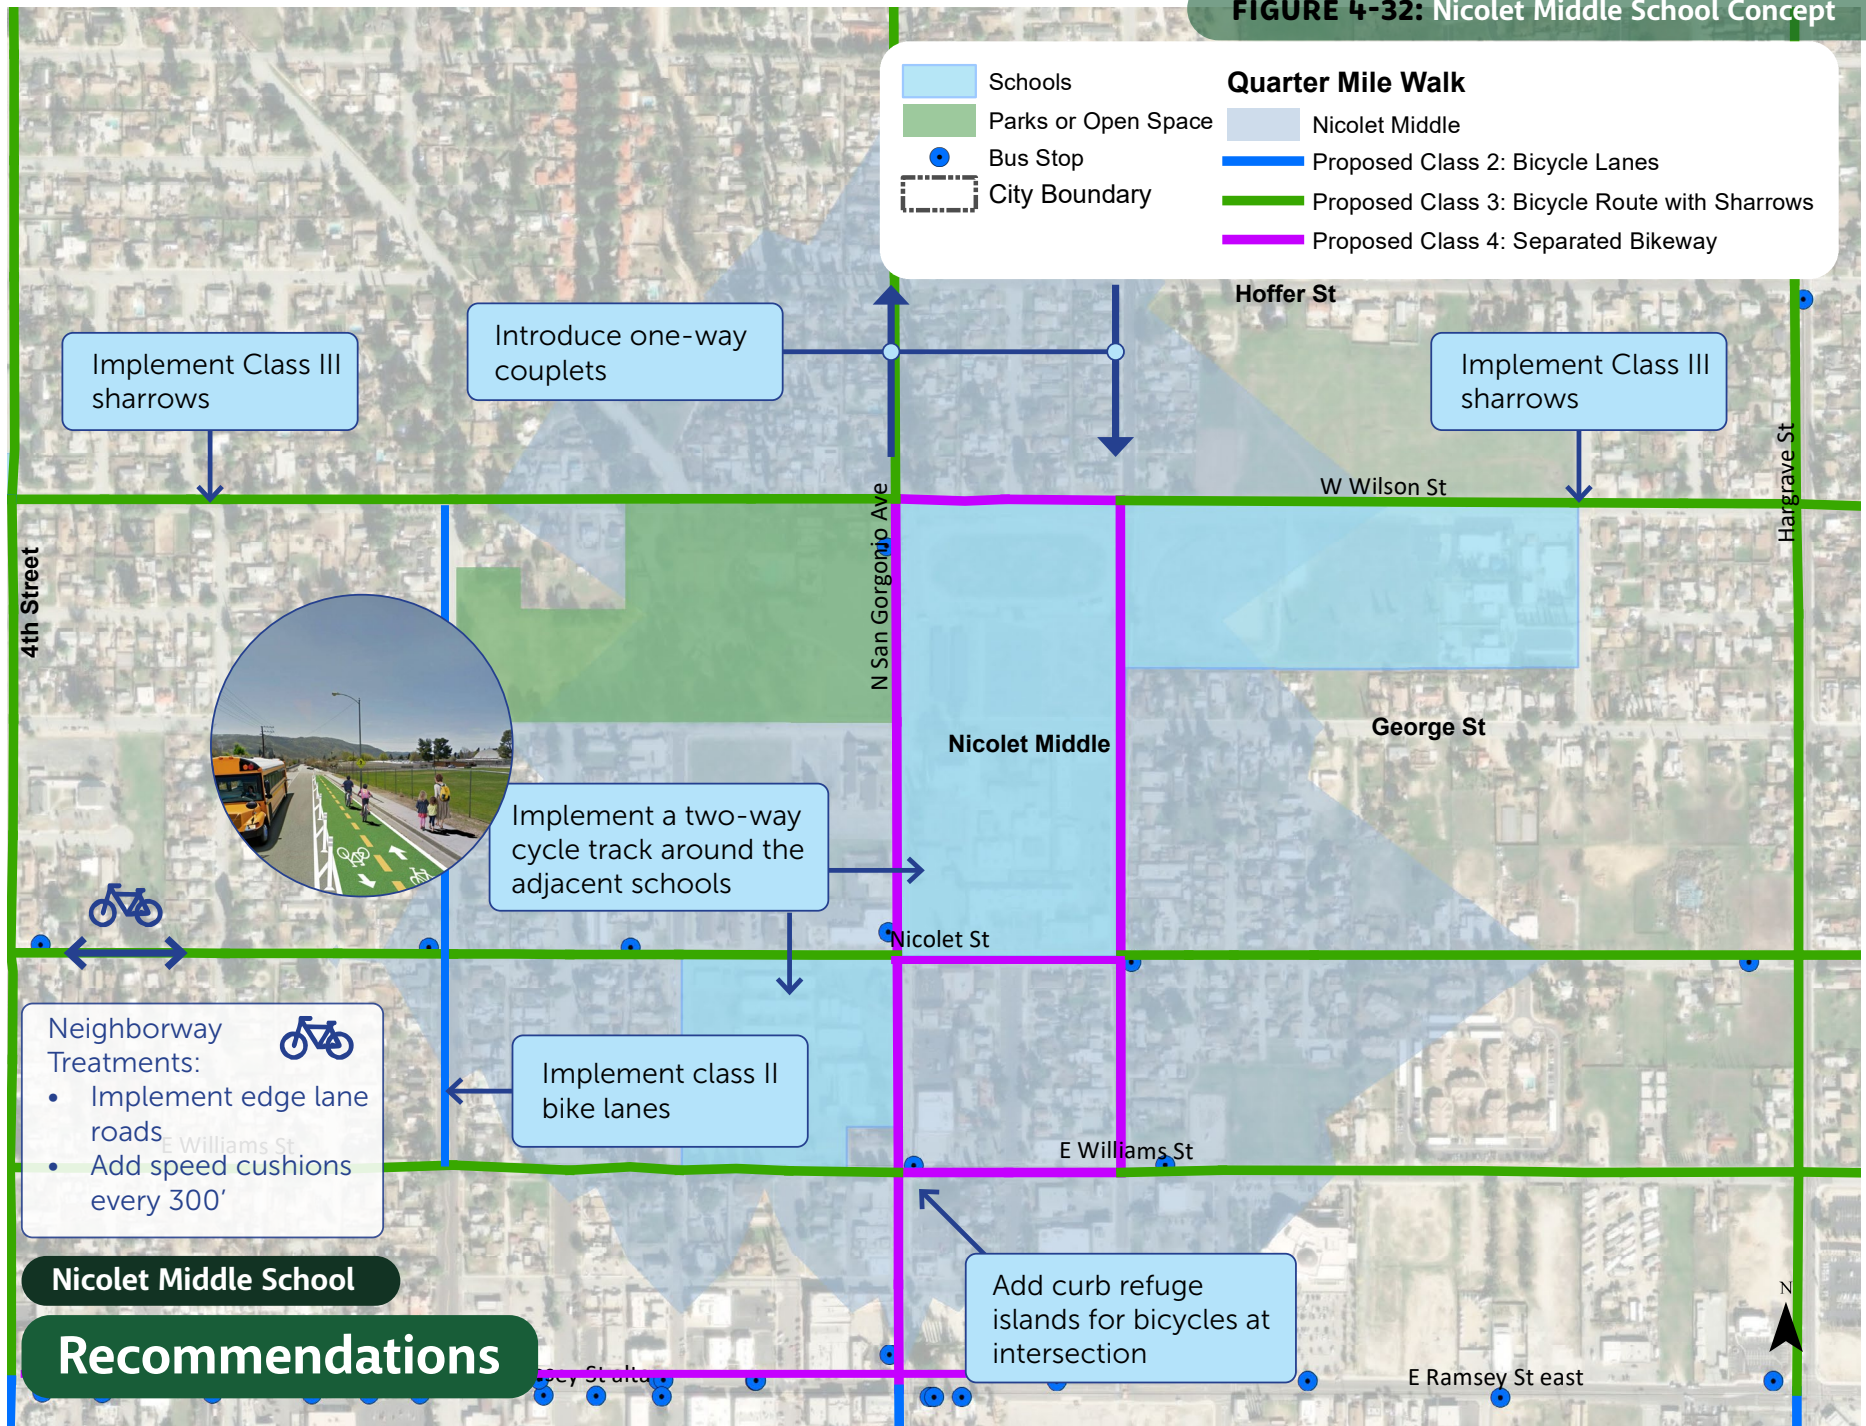 FIGURE 4-32: Nicolet Middle School Concept
Schools
Parks or Open Space
Bus Stop
City Boundary
Quarter Mile Walk
Nicolet Middle
Proposed Class 2: Bicycle Lanes
Proposed Class 3: Bicycle Route with Sharrows
Proposed Class 4: Separated Bikeway
Hoffer St
Implement Class III
sharrows
Introduce one-way
couplets
Implement Class III
sharrows
W Wilson St
Hargrave St
N San Gorgonio Ave
4th Street
Nicolet Middle
George St
Implement a two-way
cycle track around the
adjacent schools
Nicolet St
Neighborway
Treatments:
• Implement edge lane
roads
• Add speed cushions
every 300'
E Williams St
Implement class II
bike lanes
E Williams St
Add curb refuge
islands for bicycles at
intersection
Nicolet Middle School
Recommendations
E Ramsey St east
N